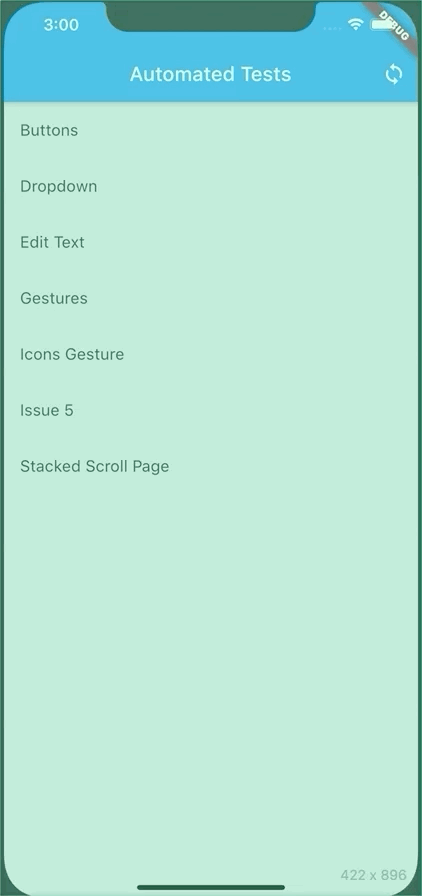 3:00
DEBUG
Automated Tests
Buttons
Dropdown
Edit Text
Gestures
Icons Gesture
Issue 5
Stacked Scroll Page
422 x 896